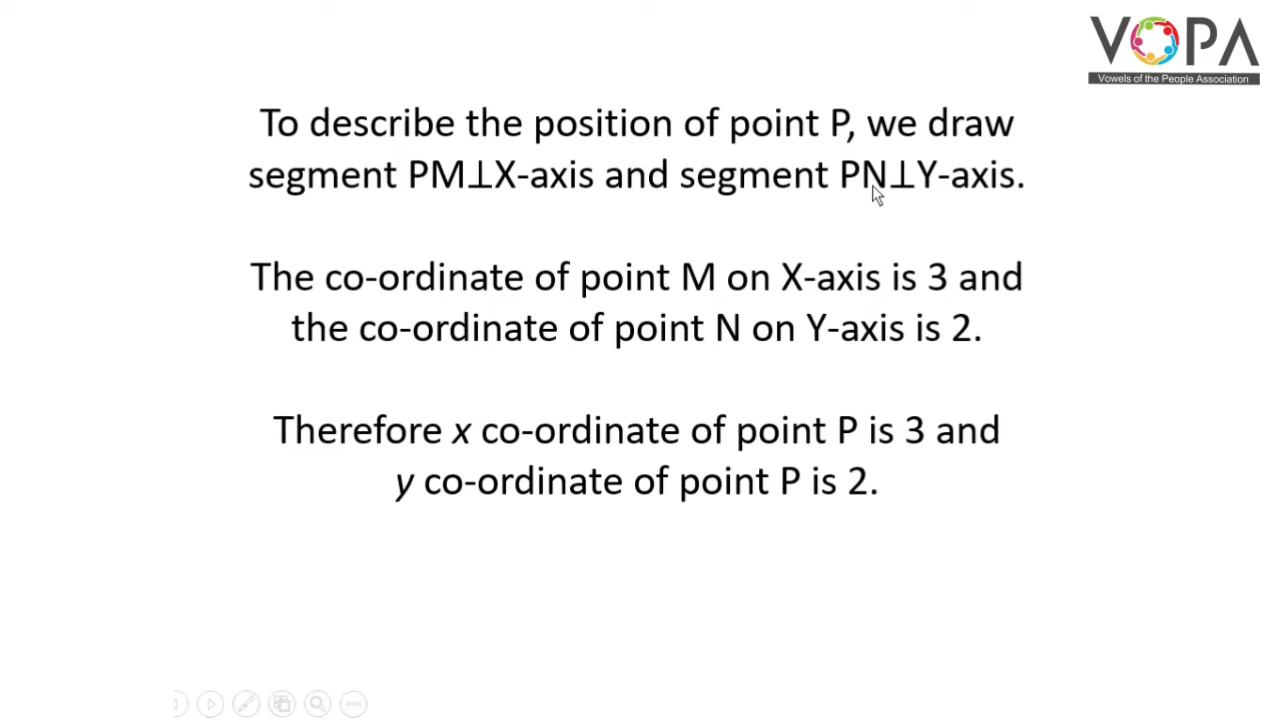 VOPA
Vowels of the People Association
To describe the position of point P, we draw
segment PM⊥X-axis and segment PN⊥Y-axis.
The co-ordinate of point M on X-axis is 3 and
the co-ordinate of point N on Y-axis is 2.
Therefore x co-ordinate of point P is 3 and
y co-ordinate of point P is 2.